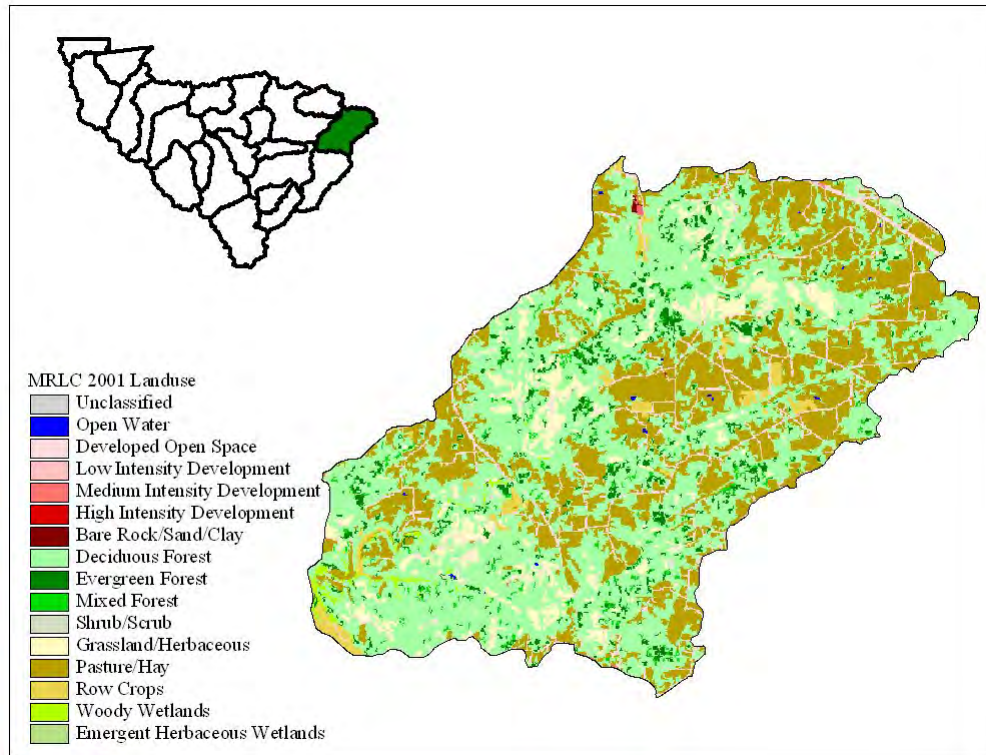 MRLC 2001 Landuse
Unclassified
Open Water
Developed Open Space
Low Intensity Development
Medium Intensity Development
High Intensity Development
Bare Rock/Sand/Clay
Deciduous Forest
Evergreen Forest
Mixed Forest
Shrub/Scrub
Grassland/Herbaceous
Pasture/Hay
Row Crops
Woody Wetlands
Emergent Herbaceous Wetlands